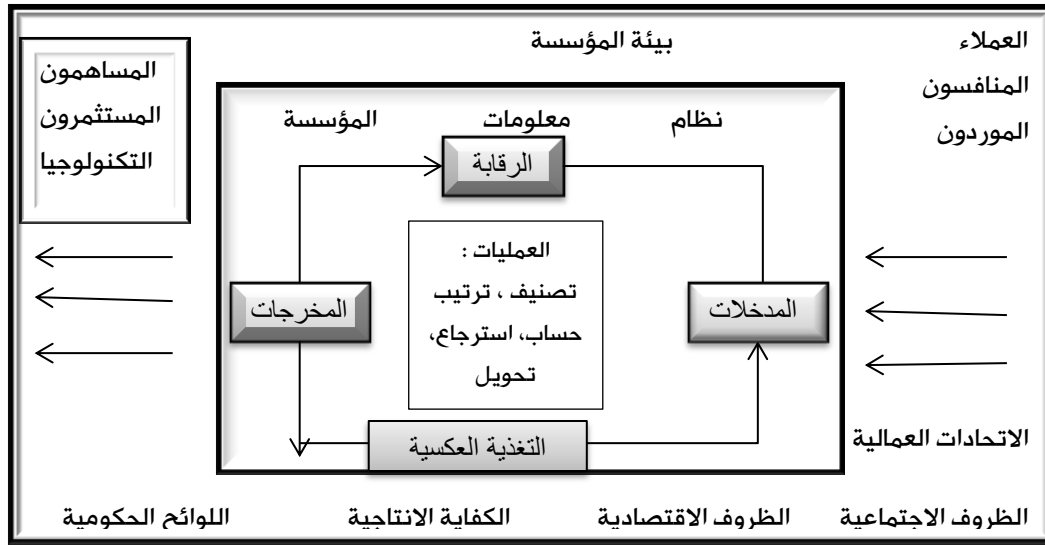 بيئة المؤسسة
العملاء
المنافسون
الموردون
المساهمون
المستثمرون
التكنولوجيا
نظام معلومات المؤسسة
الرقابة
العمليات :
تصنيف ، ترتيب
حساب، استرجاع،
تحويل
المدخلات
المخرجات
التغذية العكسية
الاتحادات العمالية
الظروف الاجتماعية الظروف الاقتصادية الكفاية الانتاجية اللوائح الحكومية